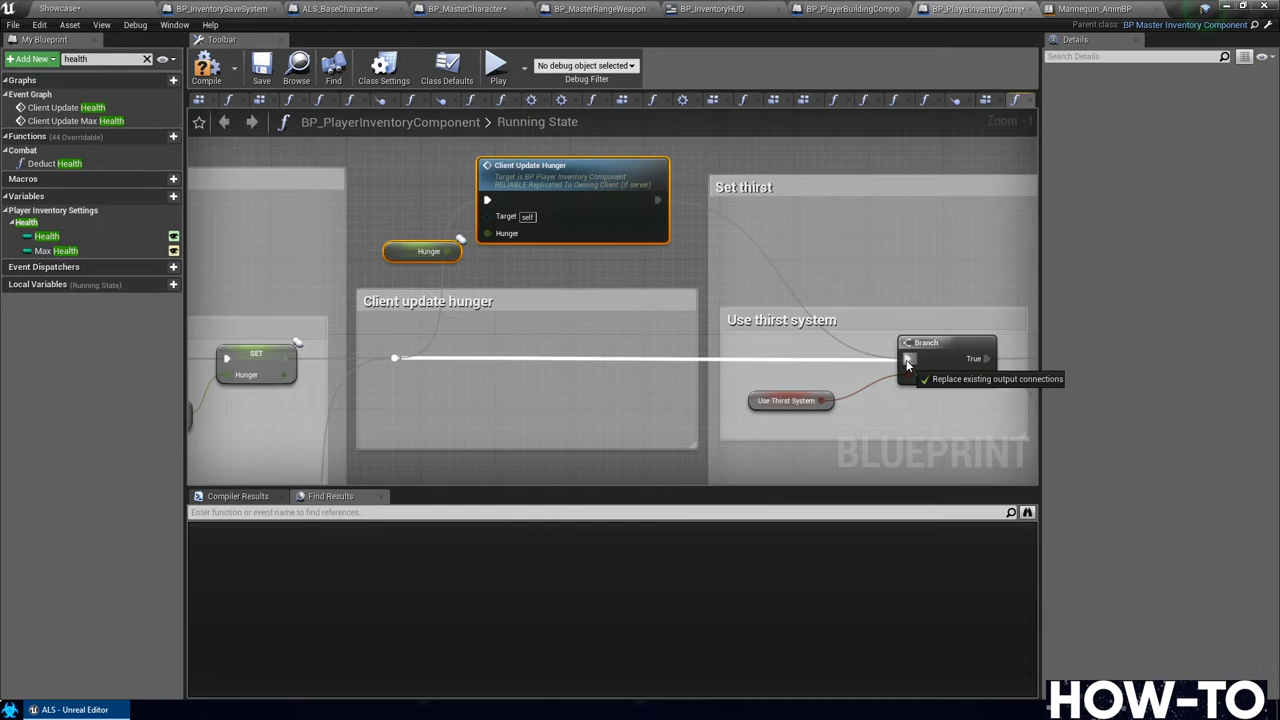 Showcase•
BP_InventorySaveSystem
ALS_BaseCharacter•
BP_MasterCharacter•
BP_MasterRangeWeapon
BP_InventoryHUD
BP_PlayerBuildingCompo
BP_PlayerInventoryComp
Mannequin_AnimBP
File Edit Asset View Debug Window Help
Parent class: BP Master Inventory Component
My Blueprint
Toolbar
Details
+Add New
health
Search Details
Compile
Save
Browse
Find
Class Settings
Class Defaults
Play
No debug object selected
Debug Filter
Graphs
Event Graph
Client Update Health
Client Update Max Health
Functions (44 Overridable)
Combat
Deduct Health
Macros
Variables
Player Inventory Settings
Health
Health
Max Health
Event Dispatchers
Local Variables (Running State)
BP_PlayerInventoryComponent > Running State
Zoom -1
Client Update Hunger
Target is BP Player Inventory Component
RELIABLE Replicated To Owning Client (if server)
Target self
Hunger
Hunger
Set thirst
Client update hunger
Use thirst system
SET
Hunger
Branch
True
Replace existing output connections
Use Thirst System
BLUEPRINT
Compiler Results
Find Results
Enter function or event name to find references..
ALS - Unreal Editor
HOW-TO